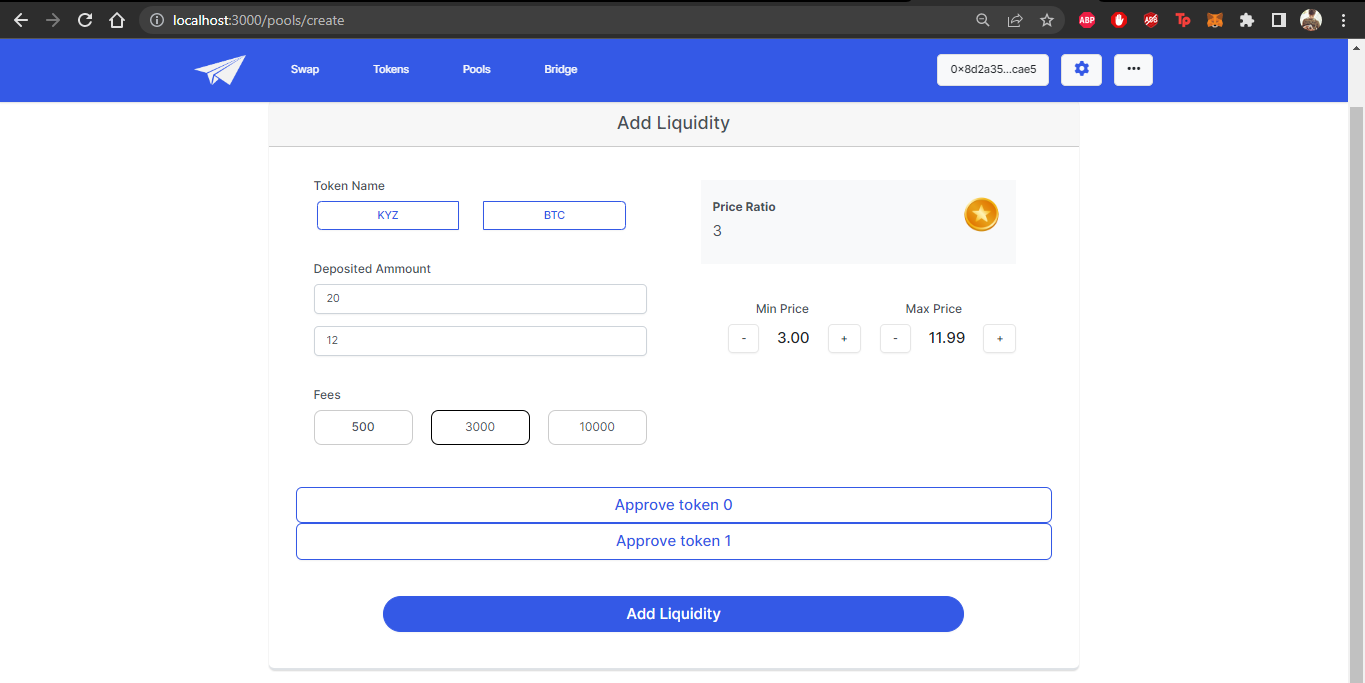 localhost:3000/pools/create
ABP
ADS
Tp
Swap Tokens Pools Bridge 0×8d2a35...cae5 •••
Add Liquidity
Token Name
KYZ BTC
Price Ratio
3
Deposited Ammount
20
12
Min Price Max Price
- 3.00 + - 11.99 +
Fees
500 3000 10000
Approve token 0
Approve token 1
Add Liquidity